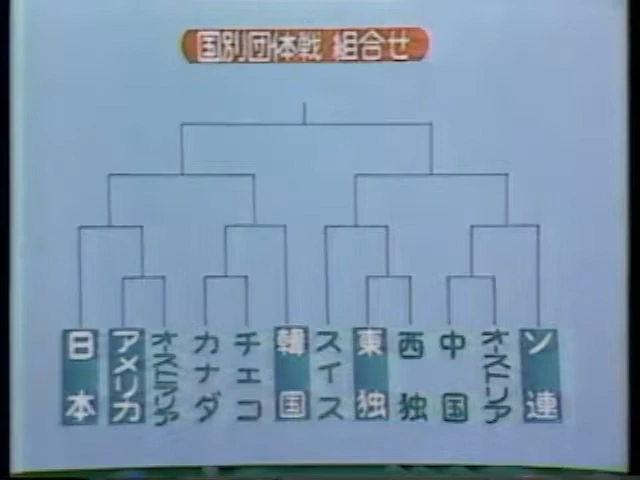 国別団体戦 組合せ
日本
アメリカ
オーストラリア
カナダ
チェコ
韓国
スイス
東独
西独
中国
オーストリア
ソ連